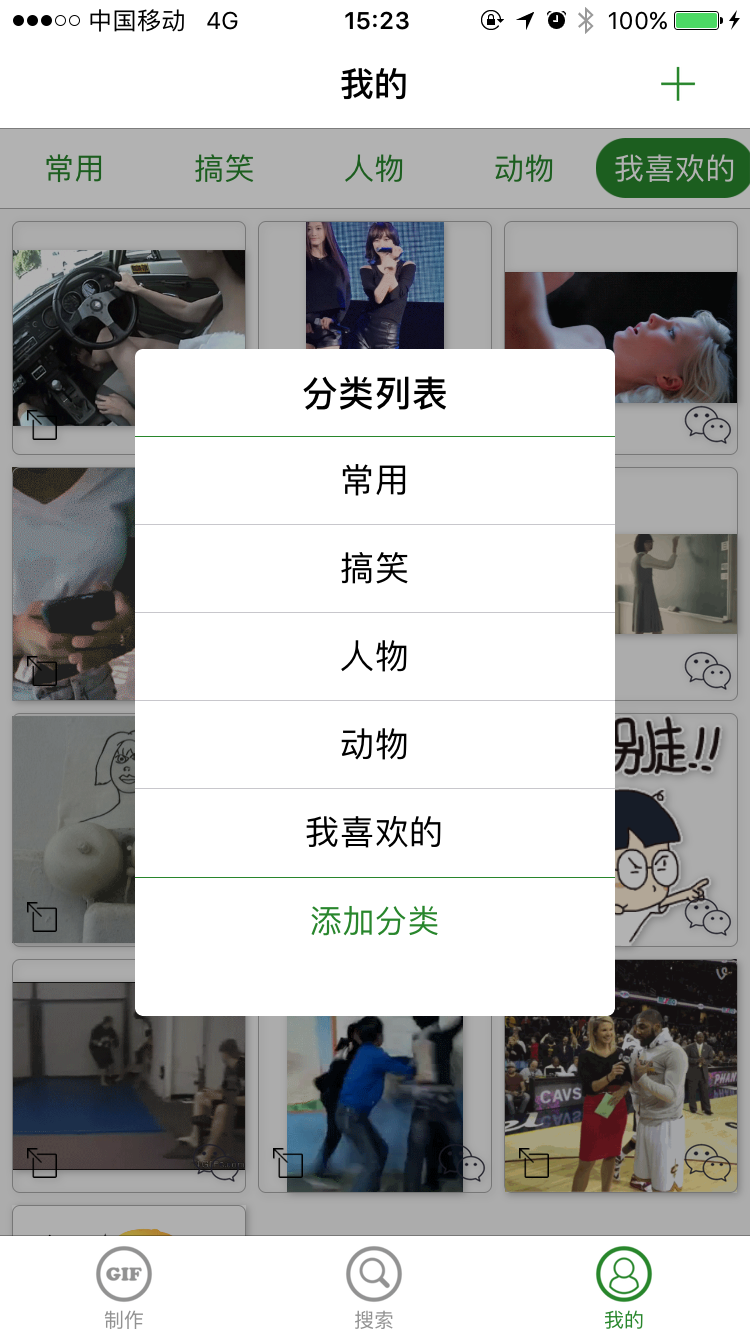 中国移动 4G 15:23 100%
我的
常用 搞笑 人物 动物 我喜欢的
分类列表
常用
搞笑
人物
动物
我喜欢的
添加分类
CAVS
GIF
制作 搜索 我的